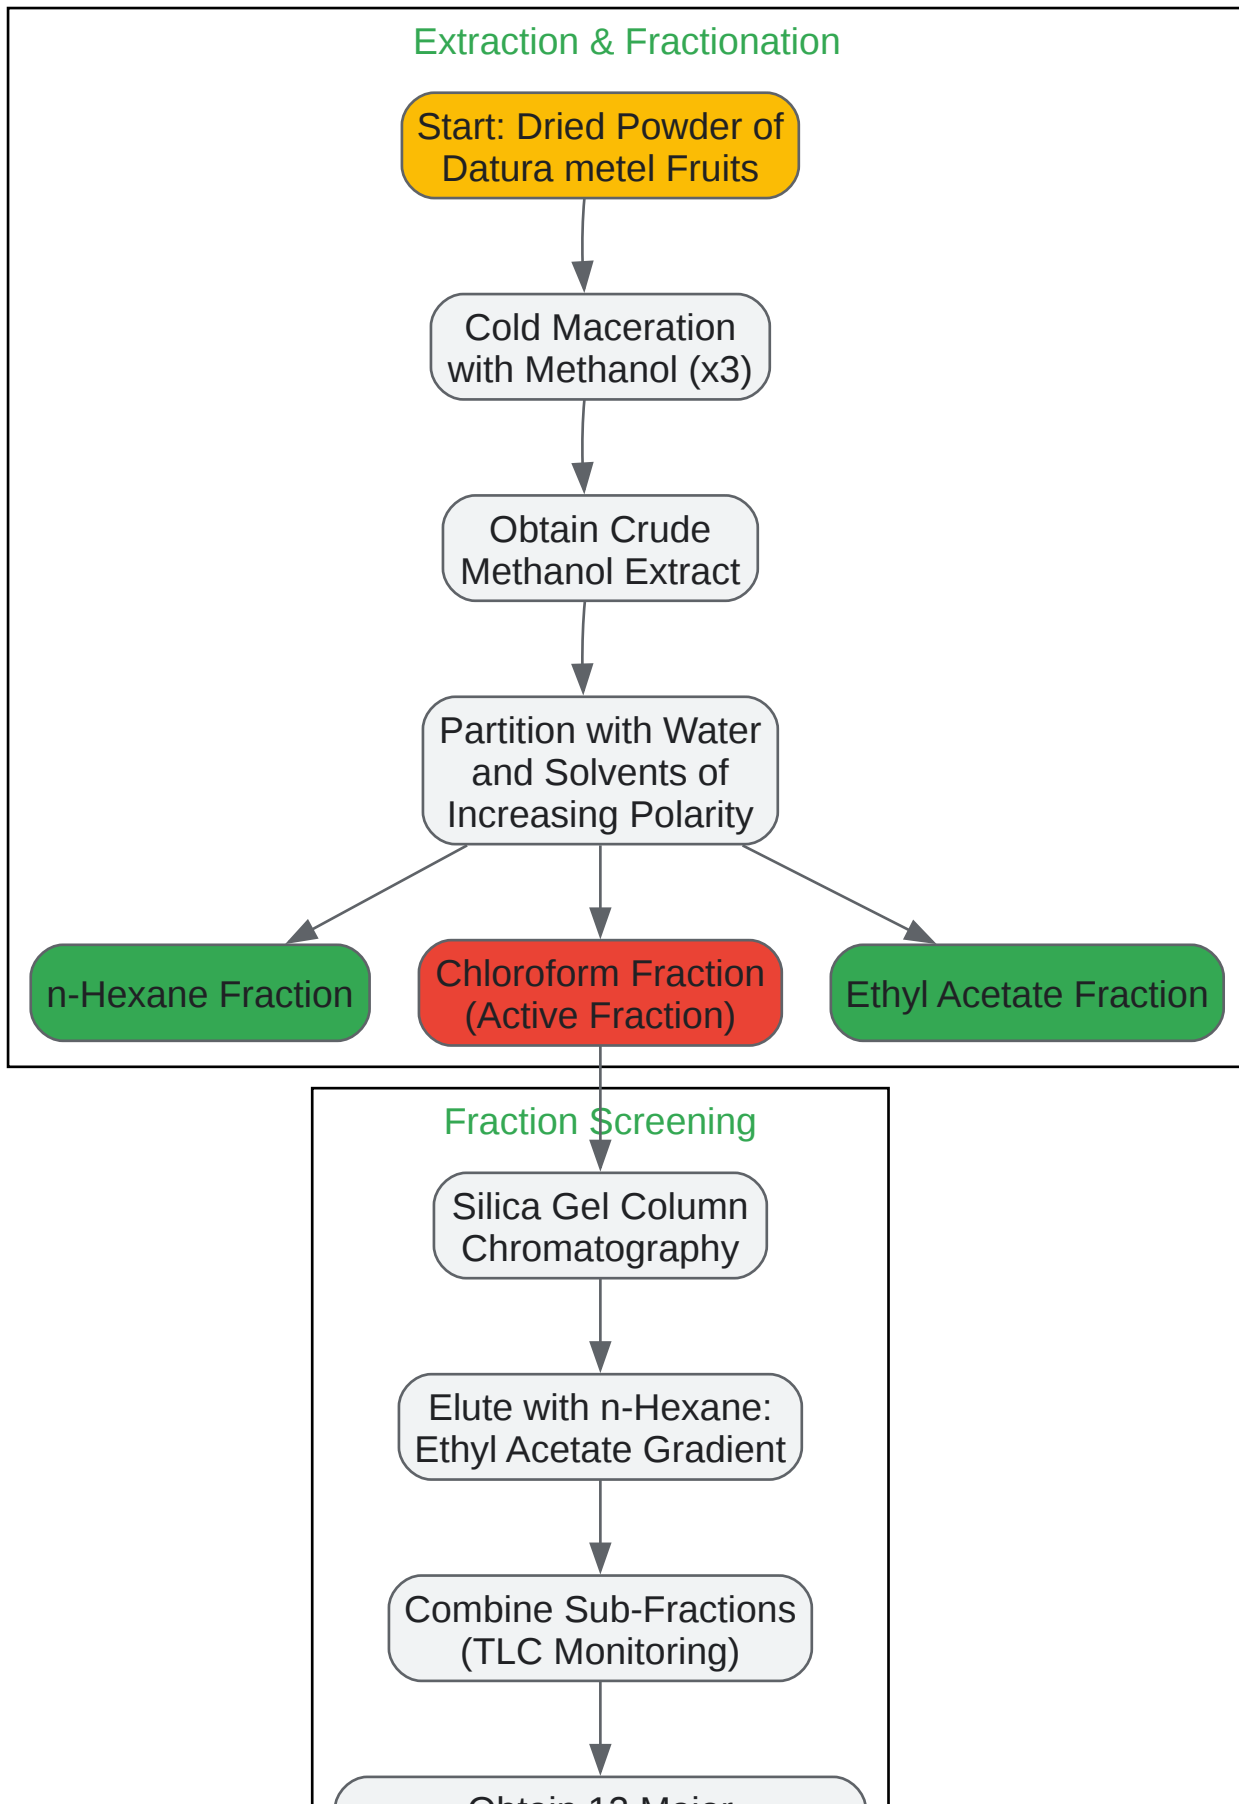 Extraction & Fractionation
Start: Dried Powder of
Datura metel Fruits
Cold Maceration
with Methanol (x3)
Obtain Crude
Methanol Extract
Partition with Water
and Solvents of
Increasing Polarity
n-Hexane Fraction
Chloroform Fraction
(Active Fraction)
Ethyl Acetate Fraction
Fraction Screening
Silica Gel Column
Chromatography
Elute with n-Hexane:
Ethyl Acetate Gradient
Combine Sub-Fractions
(TLC Monitoring)
Obtain